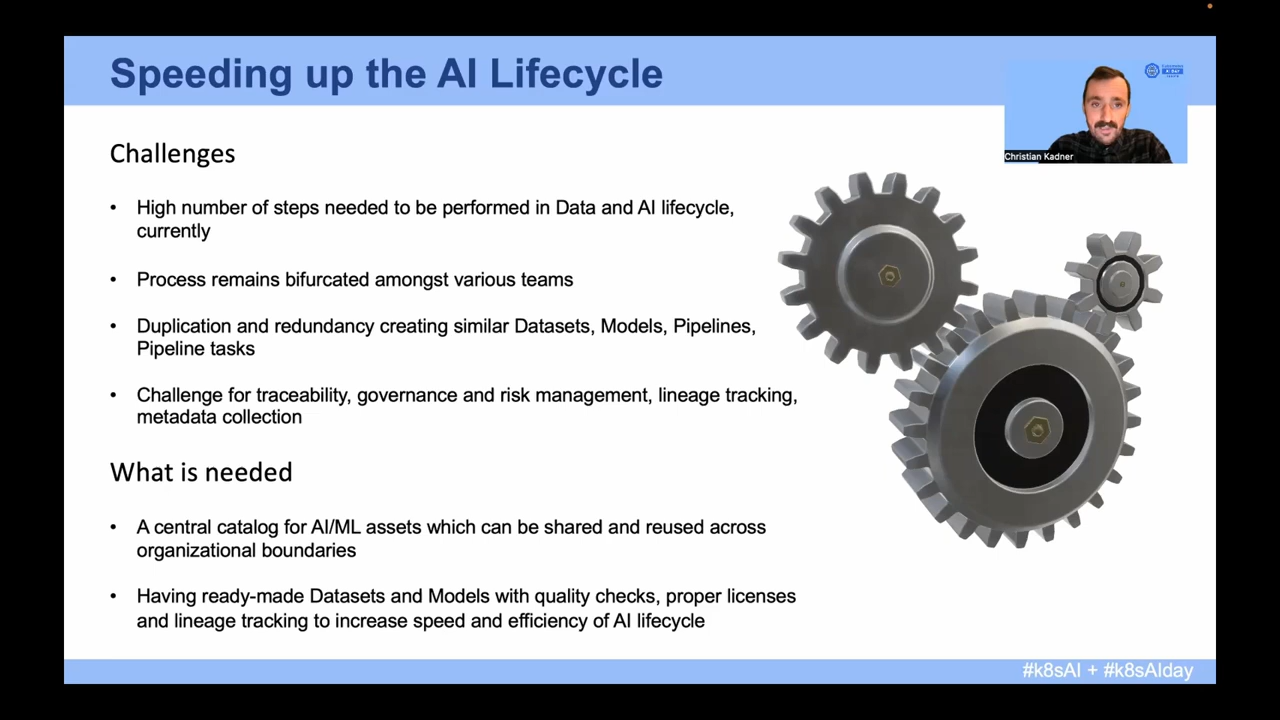 Speeding up the AI Lifecycle
Christian Kadner
Challenges
• High number of steps needed to be performed in Data and AI lifecycle,
currently
• Process remains bifurcated amongst various teams
• Duplication and redundancy creating similar Datasets, Models, Pipelines,
Pipeline tasks
• Challenge for traceability, governance and risk management, lineage tracking,
metadata collection
What is needed
• A central catalog for AI/ML assets which can be shared and reused across
organizational boundaries
• Having ready-made Datasets and Models with quality checks, proper licenses
and lineage tracking to increase speed and efficiency of AI lifecycle
#k8sAI + #k8sAIday